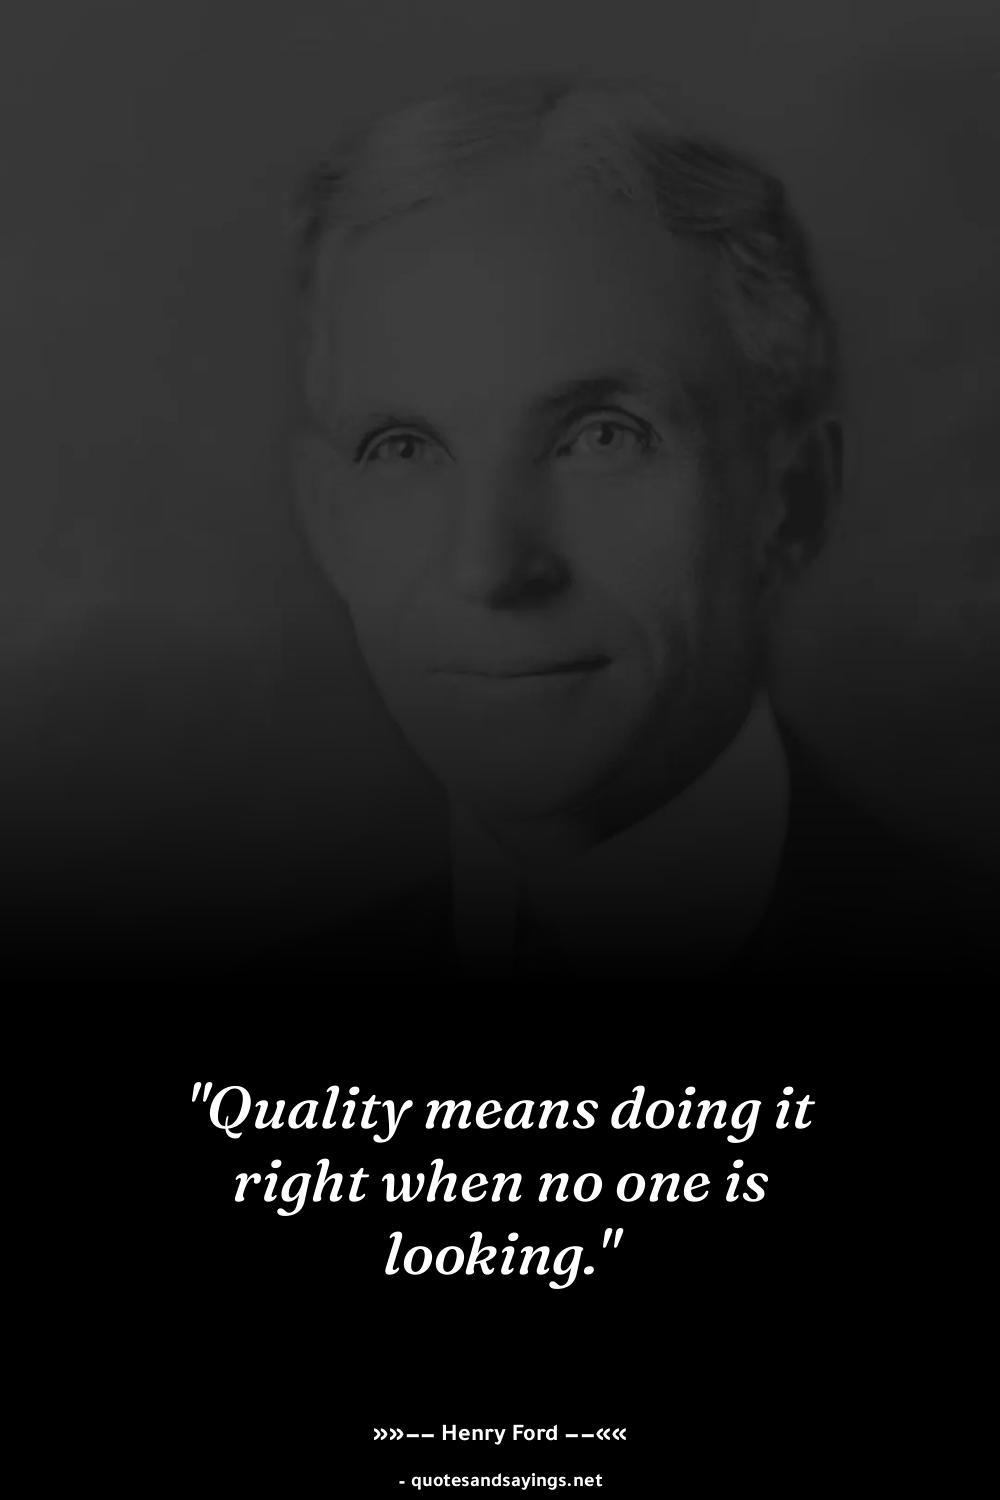 "Quality means doing it
right when no one is
looking."
»»–– Henry Ford ––««
- quotesandsayings.net